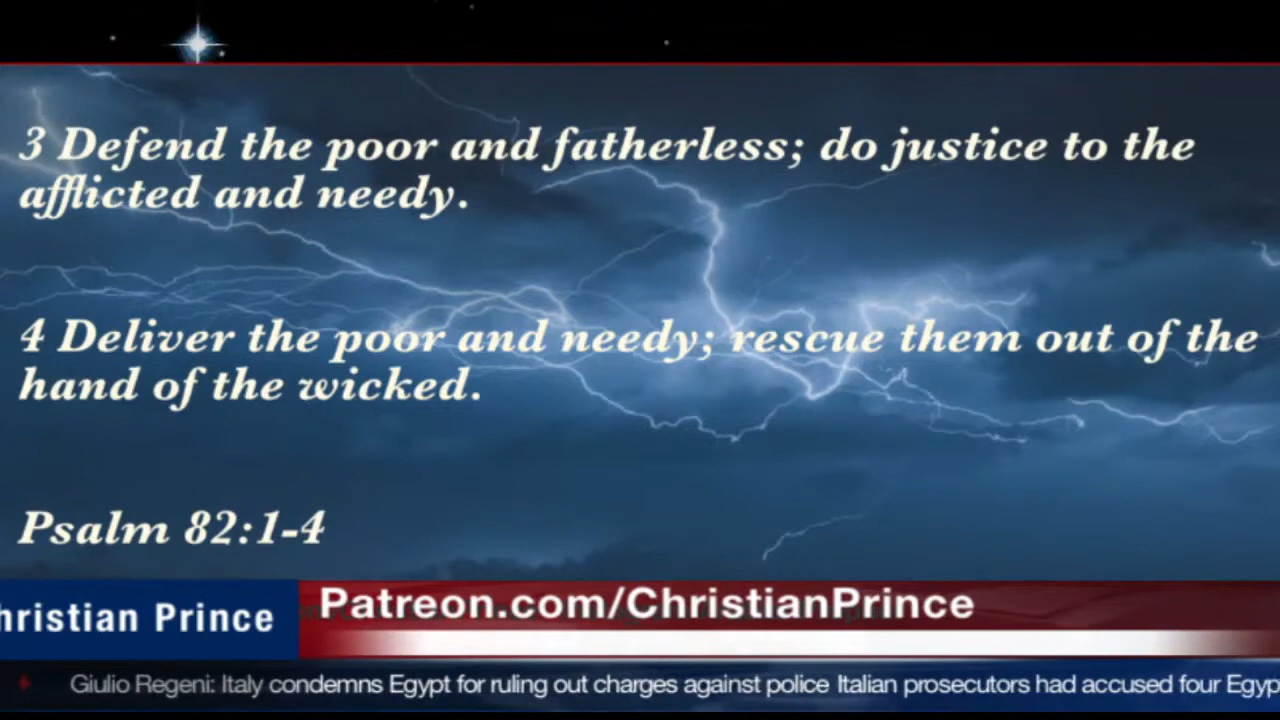 3 Defend the poor and fatherless; do justice to the
afflicted and needy.
4 Deliver the poor and needy; rescue them out of the
hand of the wicked.
Psalm 82:1-4
hristian Prince
Patreon.com/ChristianPrince
Giulio Regeni: Italy condemns Egypt for ruling out charges against police Italian prosecutors had accused four Egyp